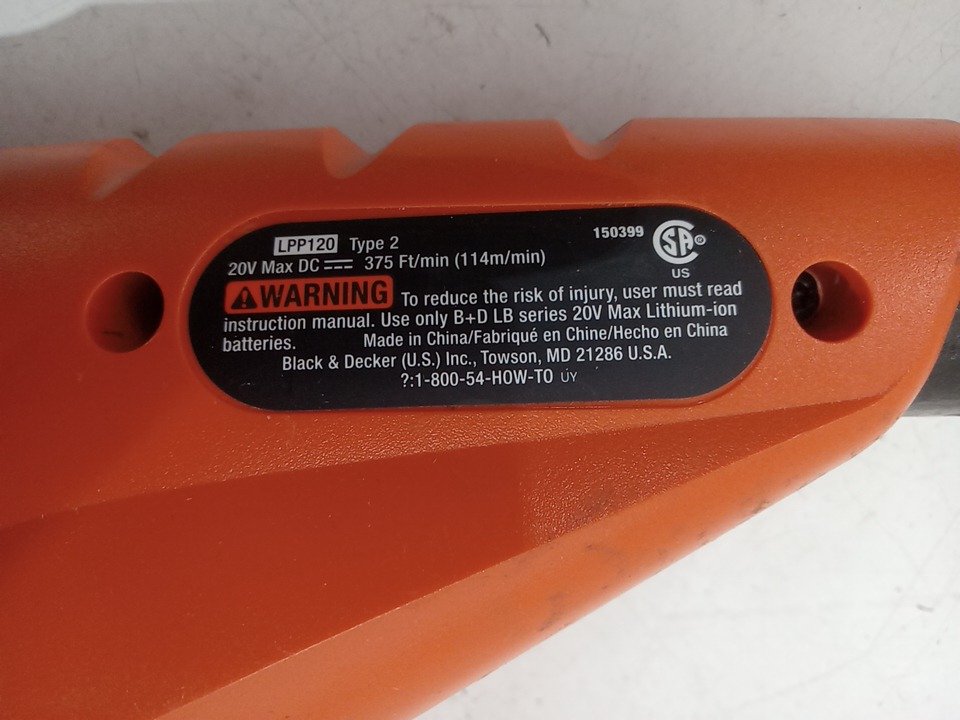 LPP120 Type 2 150399 SA® US
20V Max DC ⎓ 375 Ft/min (114m/min)
⚠WARNING To reduce the risk of injury, user must read
instruction manual. Use only B+D LB series 20V Max Lithium-ion
batteries. Made in China/Fabriqué en Chine/Hecho en China
Black & Decker (U.S.) Inc., Towson, MD 21286 U.S.A.
?:1-800-54-HOW-TO UY